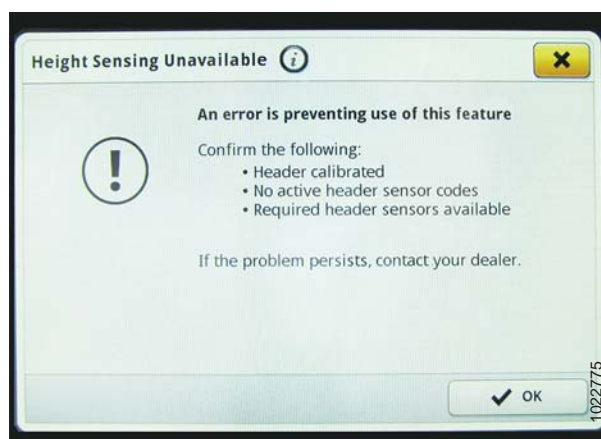 Height Sensing Unavailable
An error is preventing use of this feature
Confirm the following:
• Header calibrated
• No active header sensor codes
• Required header sensors available
If the problem persists, contact your dealer.
OK
1022775